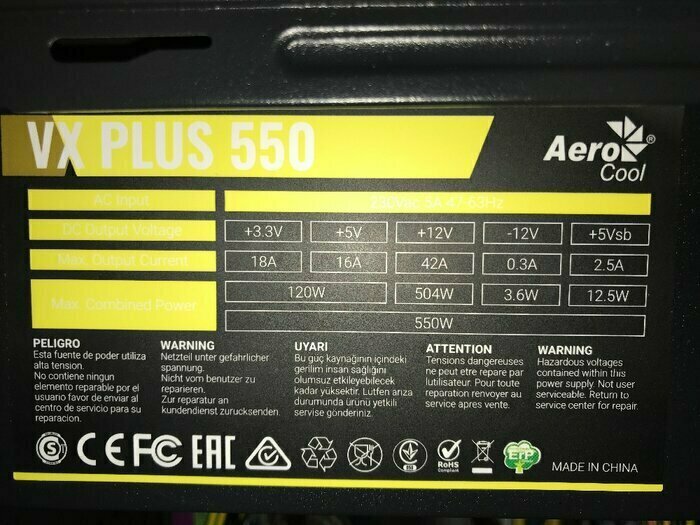 VX PLUS 550
Aero
Cool
®
AC Input 230Vac 5A 47-63Hz
DC Output Voltage +3.3V +5V +12V -12V +5Vsb
Max. Output Current 18A 16A 42A 0.3A 2.5A
Max. Combined Power 120W 504W 3.6W 12.5W
550W
PELIGRO
Esta fuente de poder utiliza
alta tension.
No contiene ningun
elemento reparable por el
usuario favor de enviar al
centro de servicio para su
reparacion.
WARNING
Netzteil unter gefahrlicher
spannung.
Nicht vom benutzer zu
reparieren.
Zur reparatur an
kundendienst zurucksenden.
UYARI
Bu güç kaynağının içindeki
gerilim insan sağlığını
olumsuz etkileyebilecek
kadar yüksektir. Lutfen arıza
durumunda ürünü yetkili
servise gönderiniz.
ATTENTION
Tensions dangereuses
ne peut etre repare par
lutilisateur. Pour toute
reparation renvoyer au
service apres vente.
WARNING
Hazardous voltages
contained within this
power supply. Not user
serviceable. Return to
service center for repair.
S CE FC EAC RoHS
Compliant
ErP
MADE IN CHINA